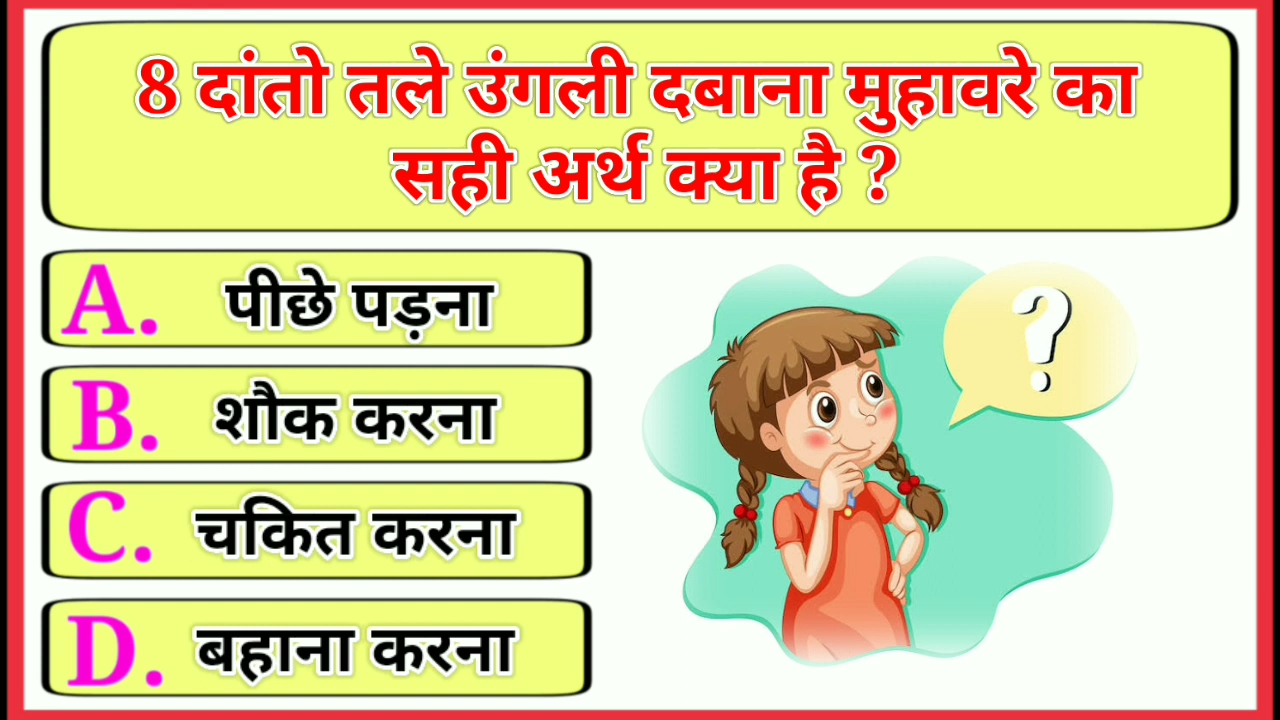 8 दांतो तले उंगली दबाना मुहावरे का
सही अर्थ क्या है ?
A. पीछे पड़ना
B. शौक करना
C. चकित करना
D. बहाना करना
?